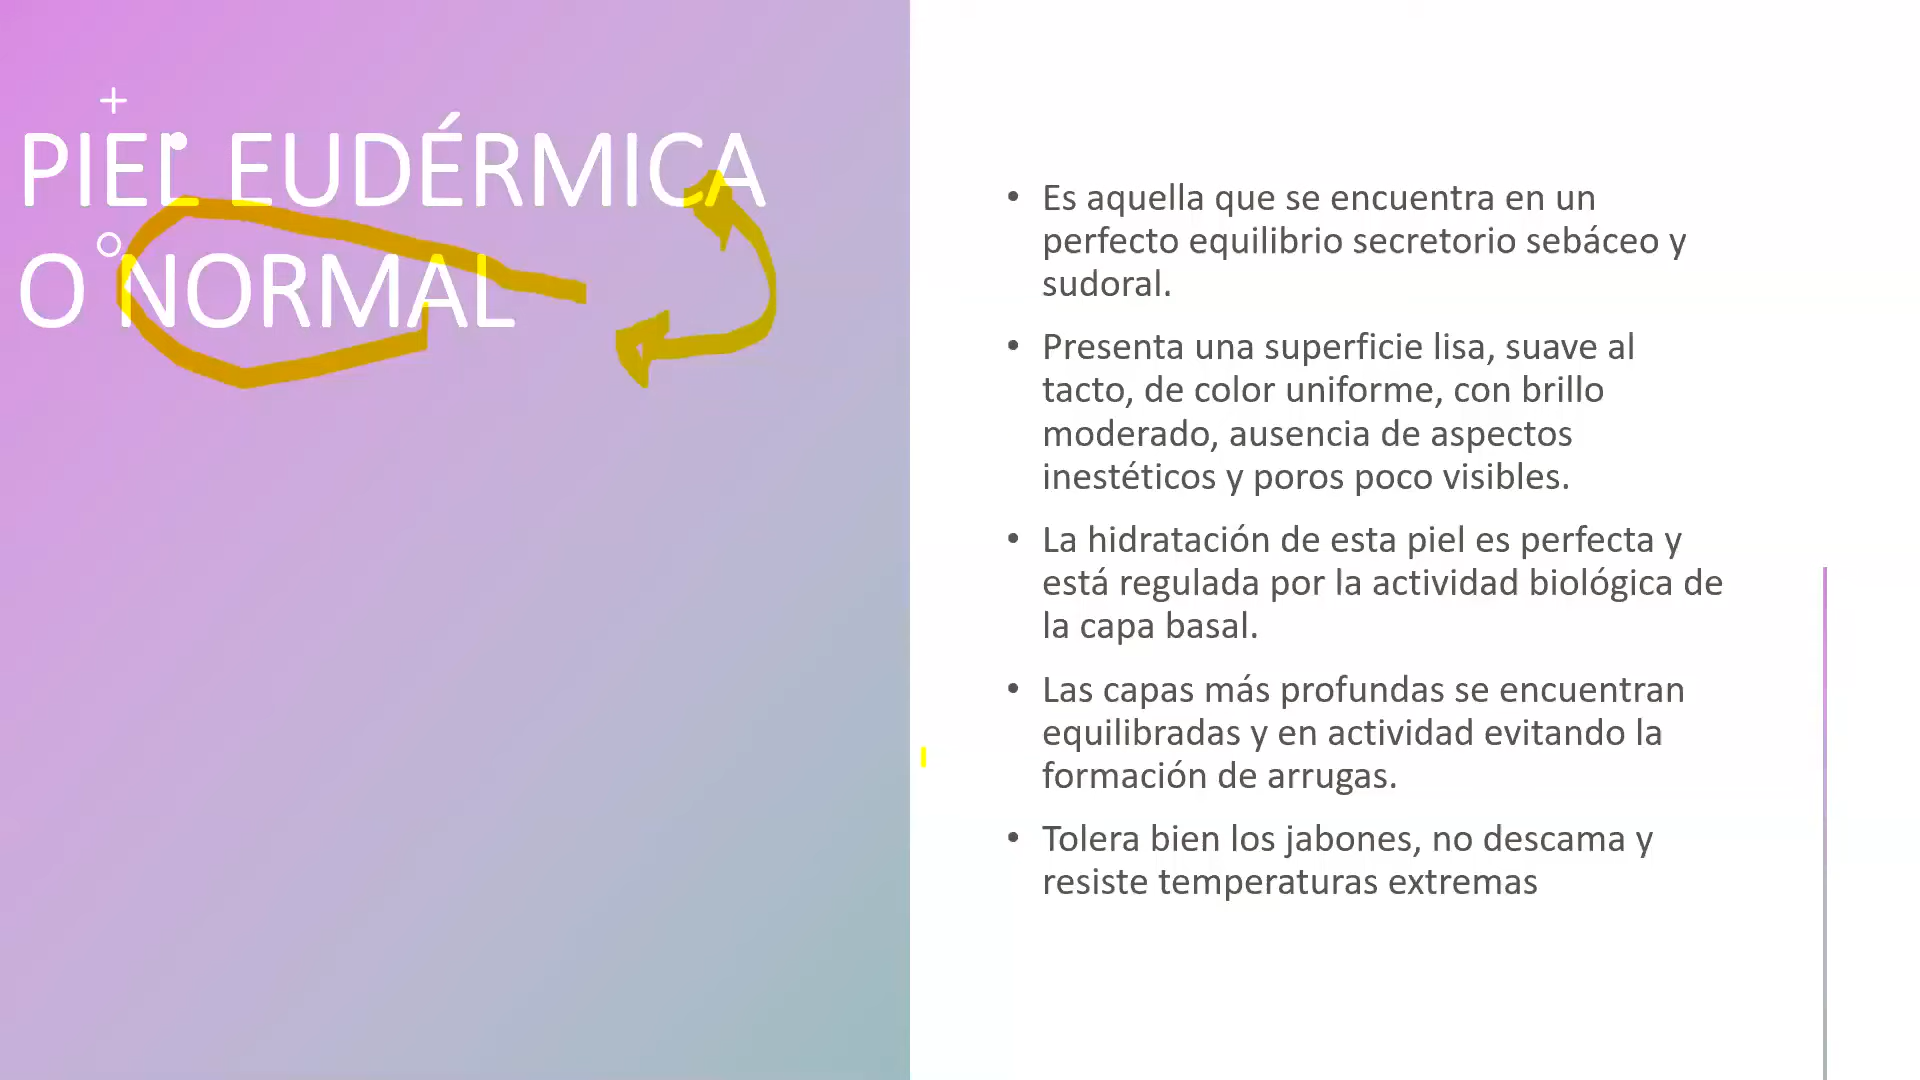 PIEL EUDÉRMICA
O NORMAL
• Es aquella que se encuentra en un
perfecto equilibrio secretorio sebáceo y
sudoral.
• Presenta una superficie lisa, suave al
tacto, de color uniforme, con brillo
moderado, ausencia de aspectos
inestéticos y poros poco visibles.
• La hidratación de esta piel es perfecta y
está regulada por la actividad biológica de
la capa basal.
• Las capas más profundas se encuentran
equilibradas y en actividad evitando la
formación de arrugas.
• Tolera bien los jabones, no descama y
resiste temperaturas extremas